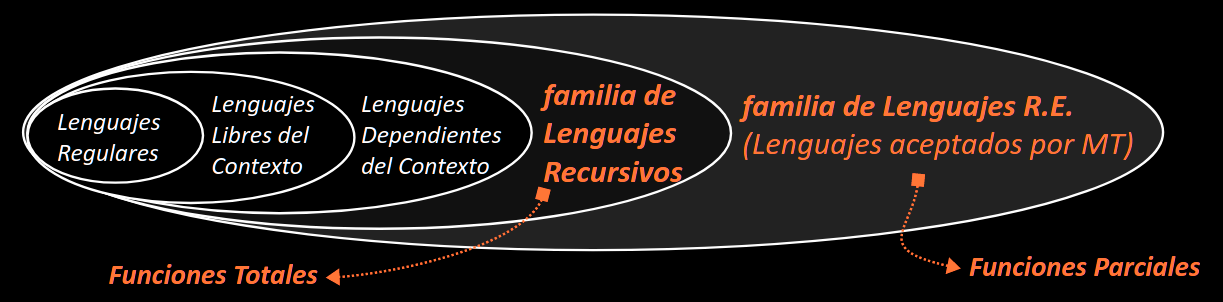 Lenguajes
Regulares
Lenguajes
Libres del
Contexto
Lenguajes
Dependientes
del Contexto
familia de
Lenguajes
Recursivos
familia de Lenguajes R.E.
(Lenguajes aceptados por MT)
Funciones Totales
Funciones Parciales